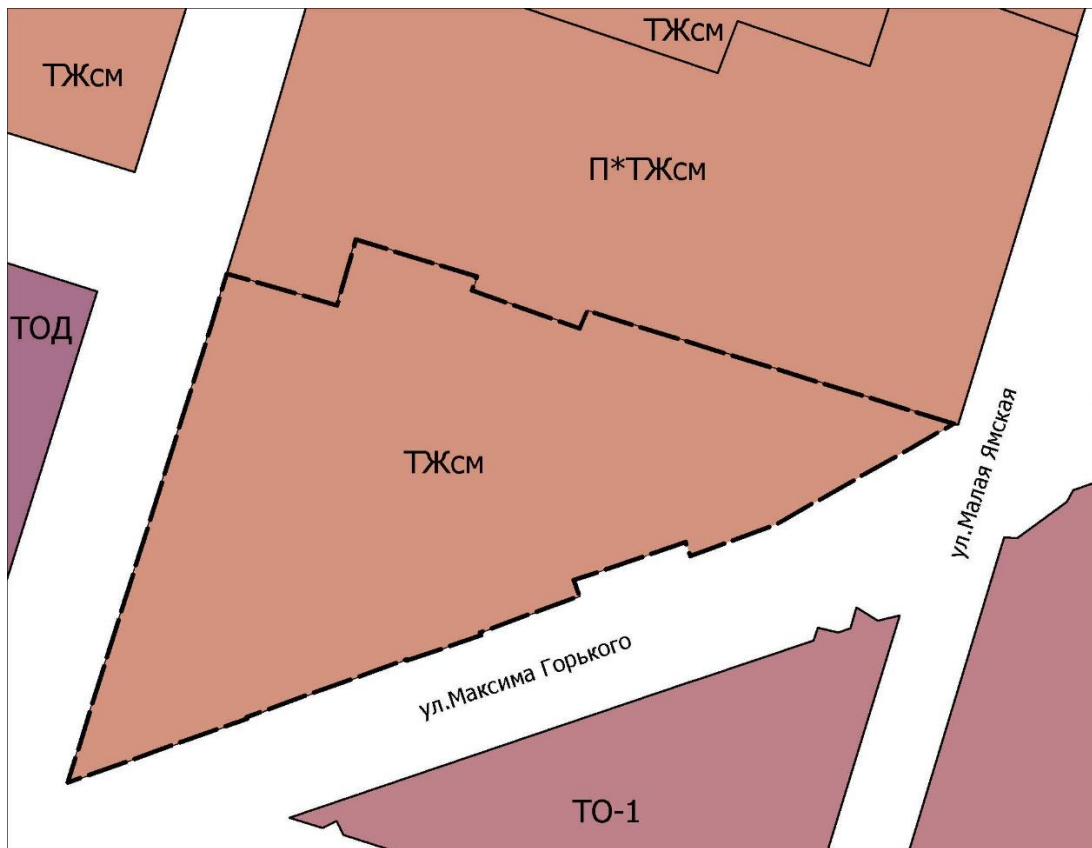 ТЖсм
ТЖсм
П*ТЖсм
ТОД
ТЖсм
ул.Малая Ямская
ул.Максима Горького
ТО-1